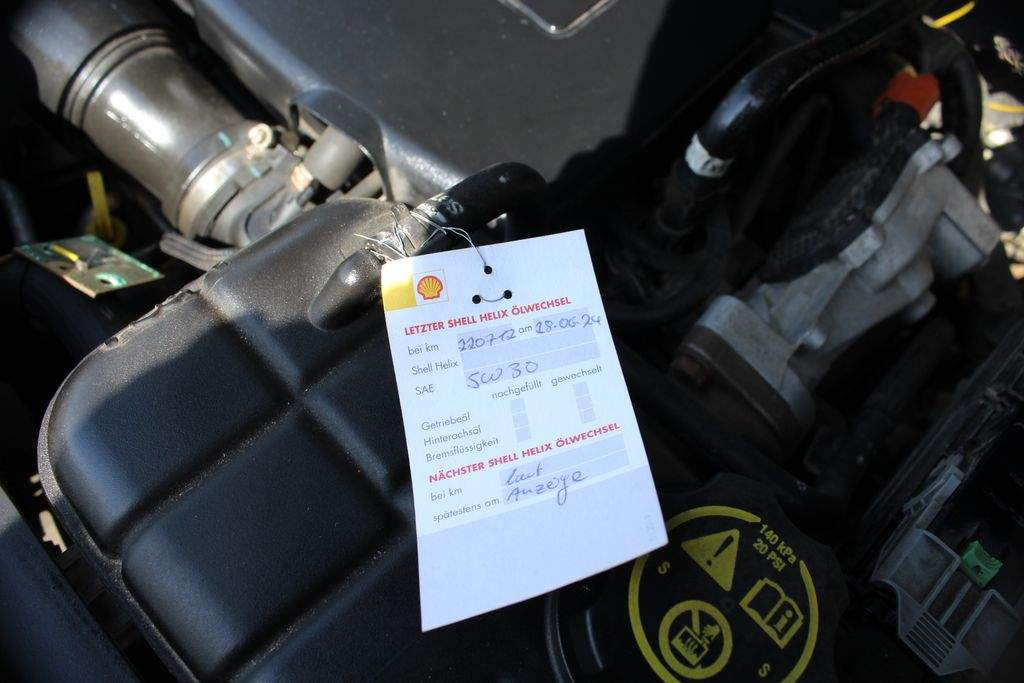 LETZTER SHELL HELIX ÖLWECHSEL
bei km 220712 am 28.06.24
Shell Helix
SAE 5W30
nachgefüllt gewechselt
Getriebeöl
Hinterachsöl
Bremsflüssigkeit
NÄCHSTER SHELL HELIX ÖLWECHSEL
bei km laut
spätestens am Anzeige
140 kPa
20 PSI
S
S